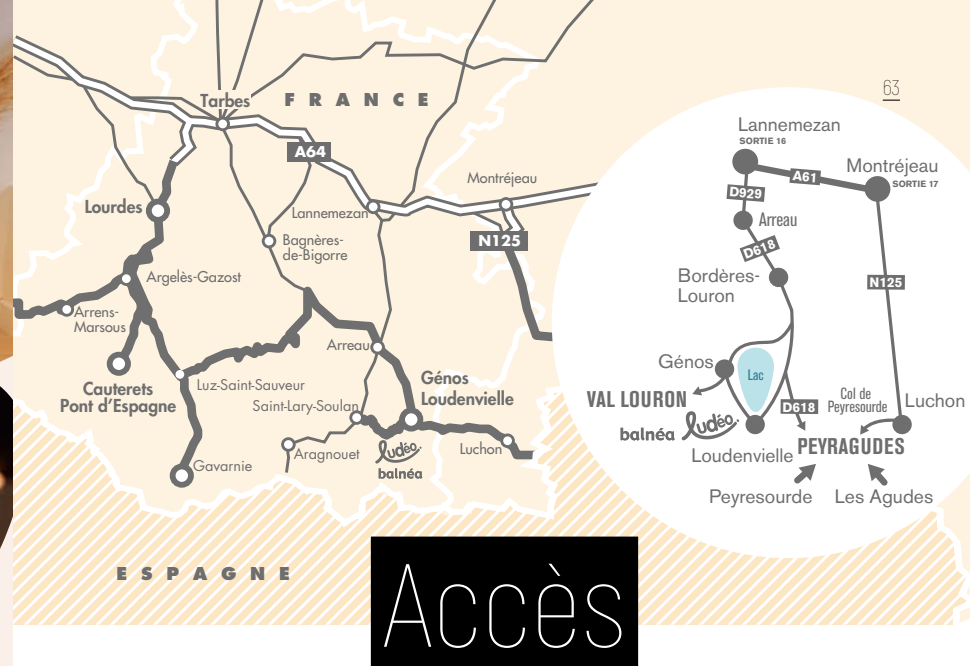 63
Tarbes
FRANCE
A64
Lourdes
Lannemezan
Montréjeau
N125
Bagnères-
de-Bigorre
Argelès-Gazost
Arrens-
Marsous
Arreau
Cauterets
Pont d'Espagne
Luz-Saint-Sauveur
Génos
Loudenvielle
Saint-Lary-Soulan
Aragnouet
ludéo.
balnéa
Luchon
Gavarnie
ESPAGNE
Lannemezan
SORTIE 16
A61
Montréjeau
SORTIE 17
D929
Arreau
D618
Bordères-
Louron
N125
Génos
Lac
VAL LOURON
balnéa ludéo.
D618
Col de
Peyresourde
Luchon
Loudenvielle
PEYRAGUDES
Peyresourde
Les Agudes
Accès